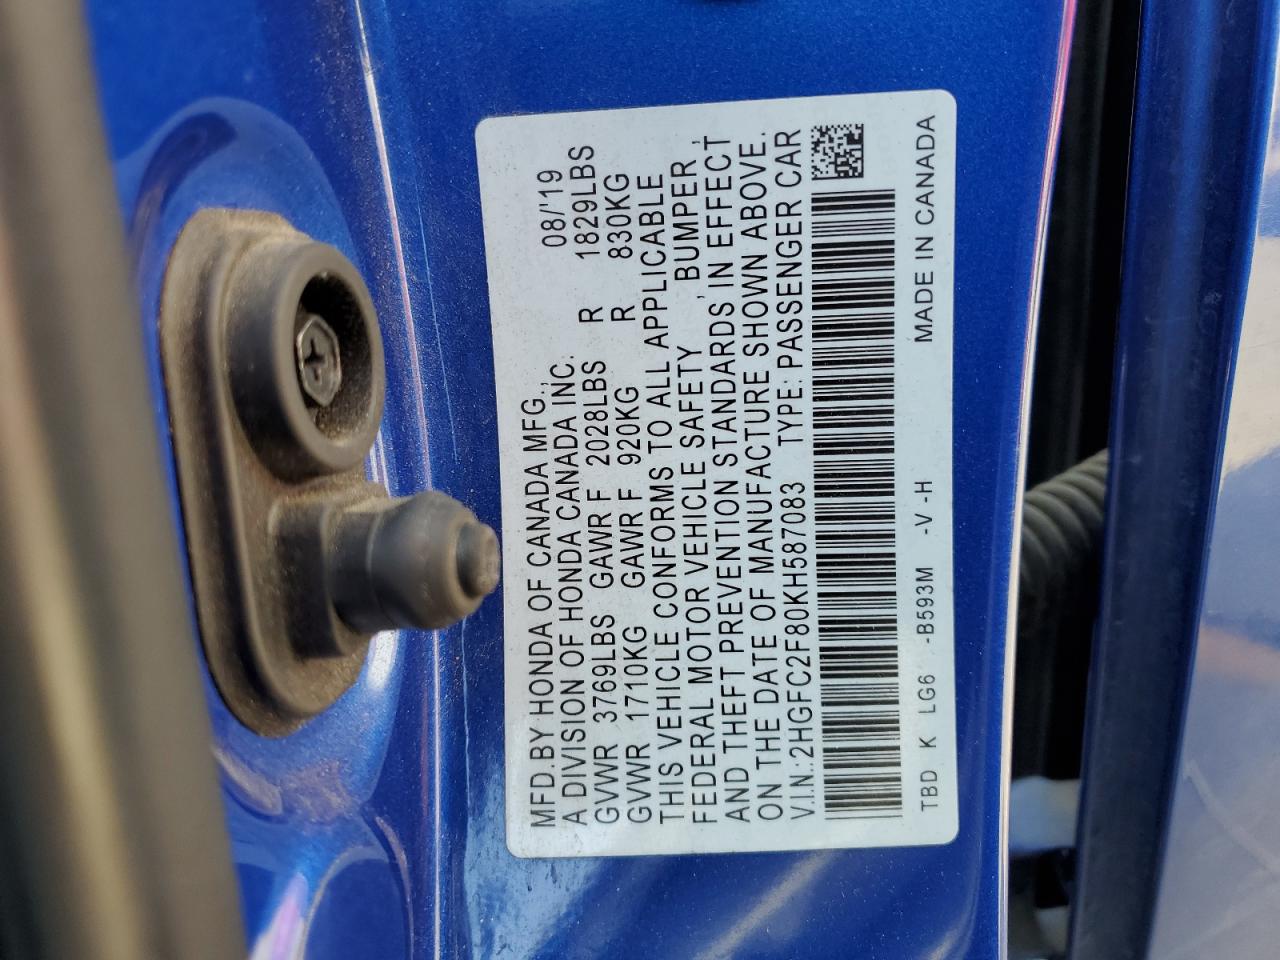 MFD. BY HONDA OF CANADA MFG., 08/'19
A DIVISION OF HONDA CANADA INC.
GVWR 3769LBS GAWR F 2028LBS R 1829LBS
GVWR 1710KG GAWR F 920KG R 830KG
THIS VEHICLE CONFORMS TO ALL APPLICABLE
FEDERAL MOTOR VEHICLE SAFETY , BUMPER ,
AND THEFT PREVENTION STANDARDS IN EFFECT
ON THE DATE OF MANUFACTURE SHOWN ABOVE.
V.I.N.: 2HGFC2F80KH587083 TYPE: PASSENGER CAR
TBD K LG6 -B593M -V -H MADE IN CANADA